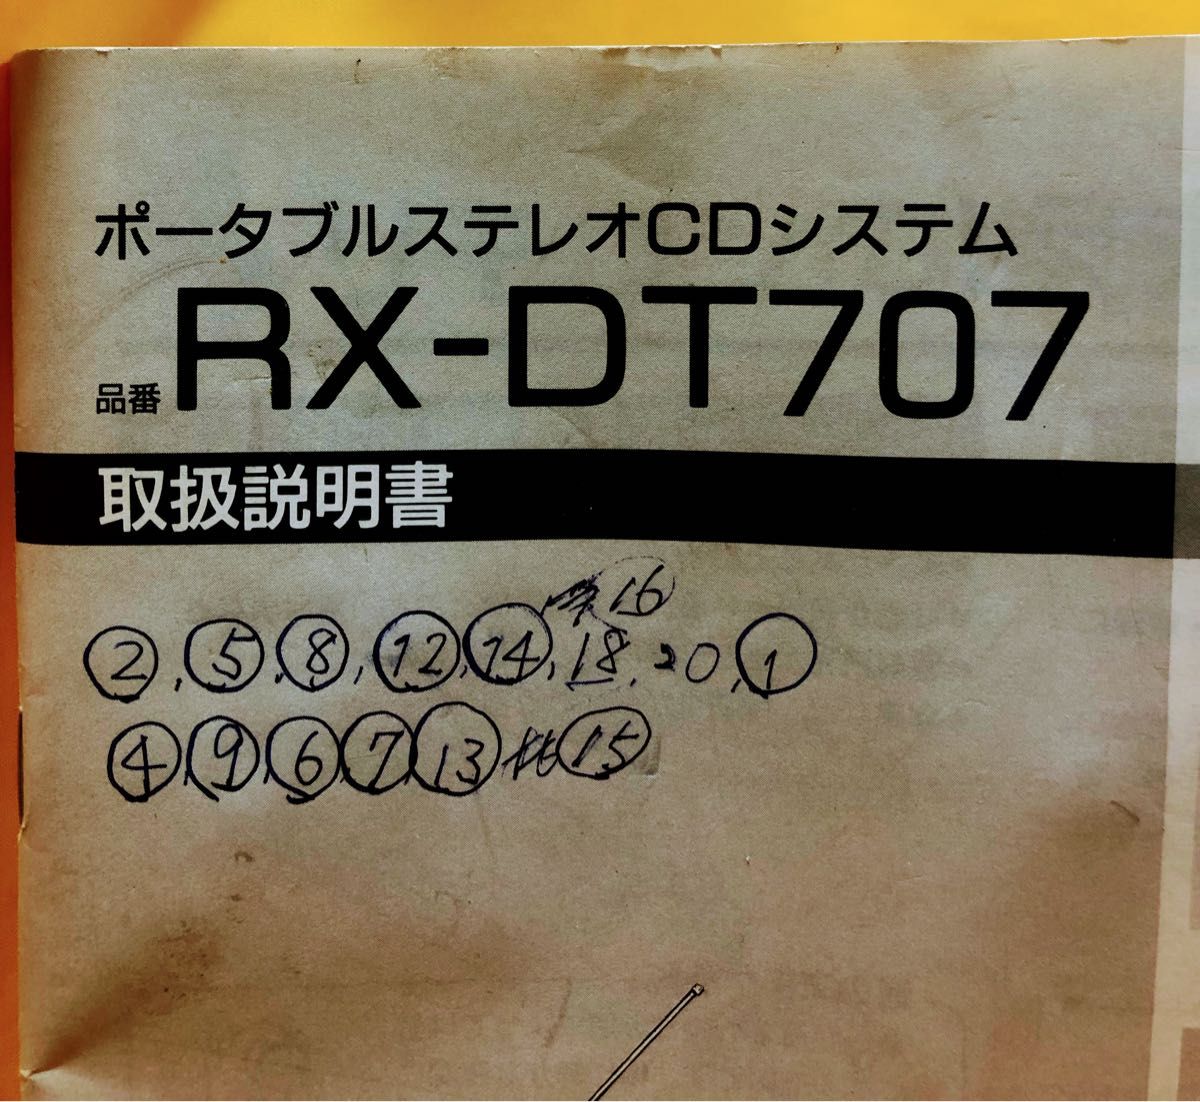 ポータブルステレオCDシステム
品番 RX-DT707
取扱説明書
16
②, ⑤, ⑧, ⑫, ⑭, 18, 20, ①
④, ⑨, ⑥, ⑦, ⑬ ⑮